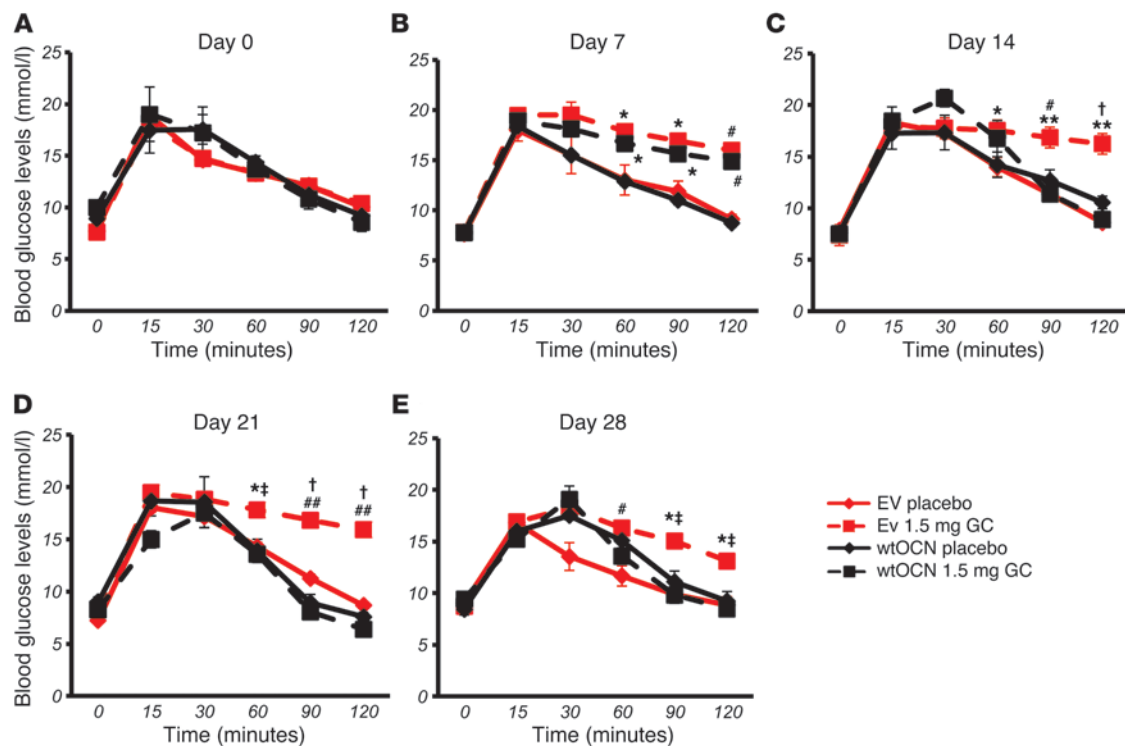 A
Day 0
Blood glucose levels (mmol/l)
25
20
15
10
5
0
0 15 30 60 90 120
Time (minutes)
B
Day 7
25
20
15
10
5
0
* * #
* * #
0 15 30 60 90 120
Time (minutes)
C
Day 14
25
20
15
10
5
0
# †
* ** **
0 15 30 60 90 120
Time (minutes)
D
Day 21
Blood glucose levels (mmol/l)
25
20
15
10
5
0
† †
*‡ ## ##
0 15 30 60 90 120
Time (minutes)
E
Day 28
25
20
15
10
5
0
# *‡ *‡
0 15 30 60 90 120
Time (minutes)
EV placebo
Ev 1.5 mg GC
wtOCN placebo
wtOCN 1.5 mg GC